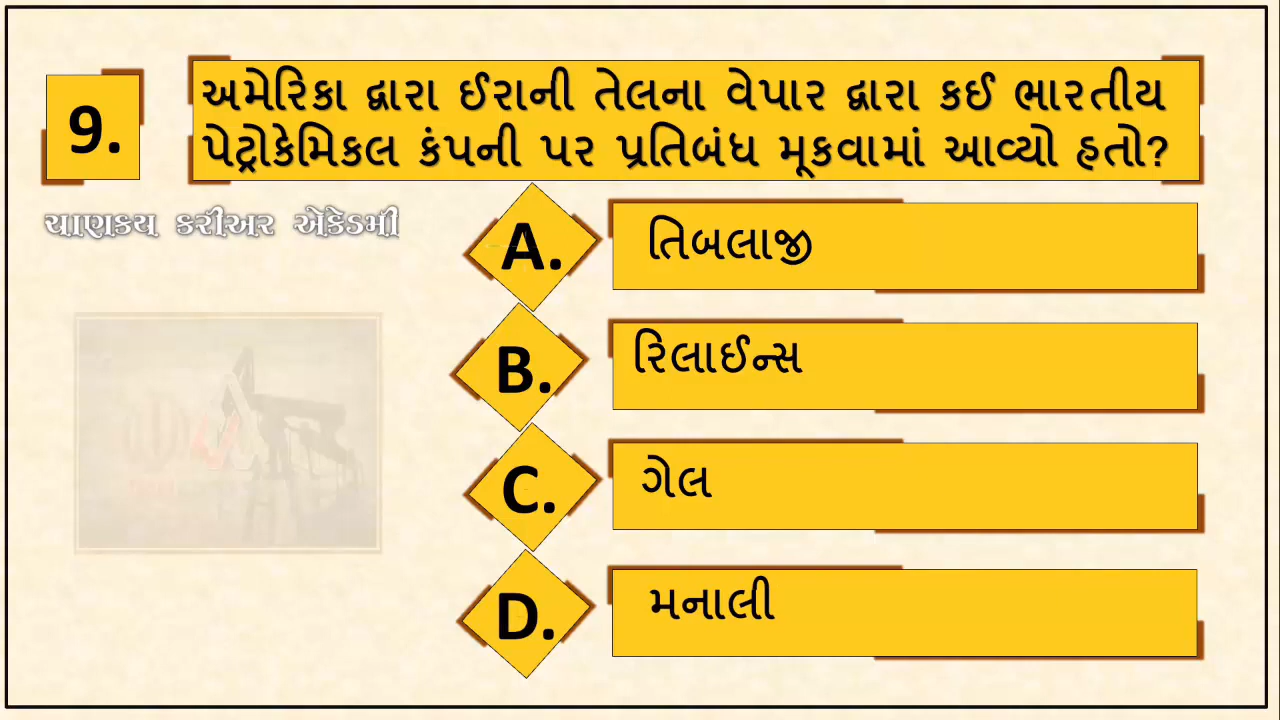 9.
અમેરિકા દ્વારા ઈરાની તેલના વેપાર દ્વારા કઈ ભારતીય
પેટ્રોકેમિકલ કંપની પર પ્રતિબંધ મૂકવામાં આવ્યો હતો?
ચાણકય કરીઅર એકેડમી
A. તિબલાજી
B. રિલાઈન્સ
C. ગેલ
D. મનાલી